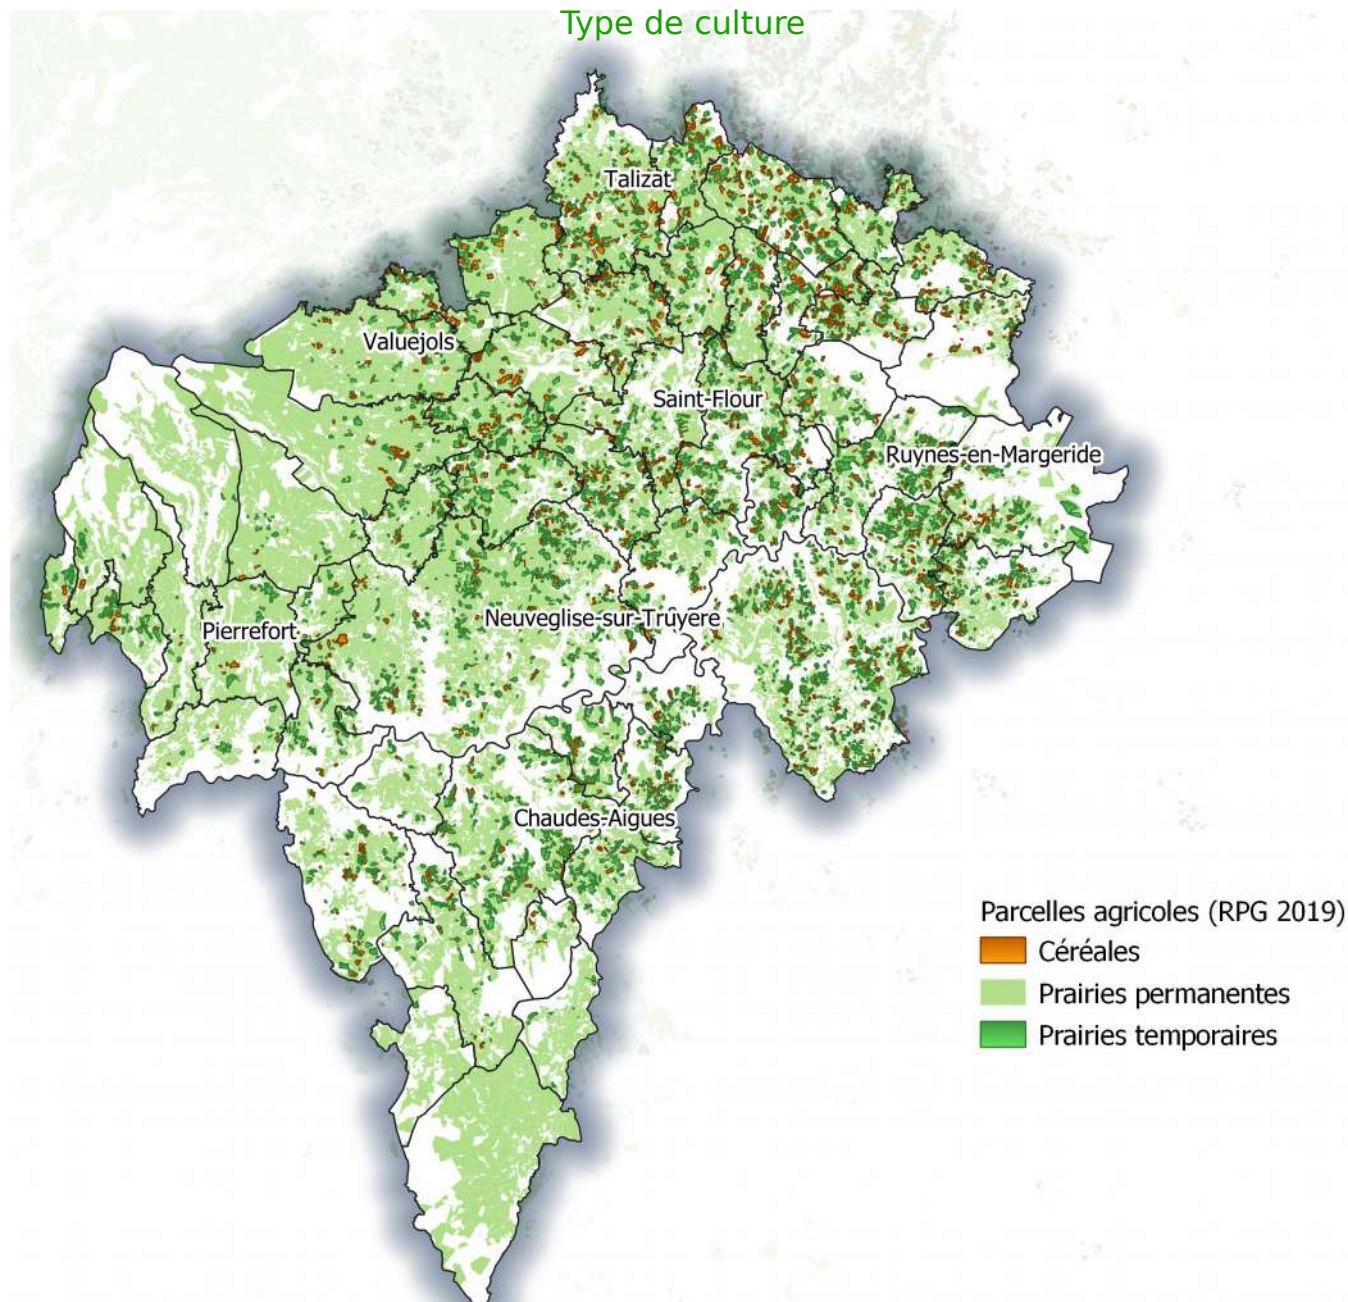 Type de culture
Talizat
Valuejols
Saint-Flour
Ruynes-en-Margeride
Neuveglise-sur-Truyere
Pierrefort
Chaudes-Aigues
Parcelles agricoles (RPG 2019)
Céréales
Prairies permanentes
Prairies temporaires